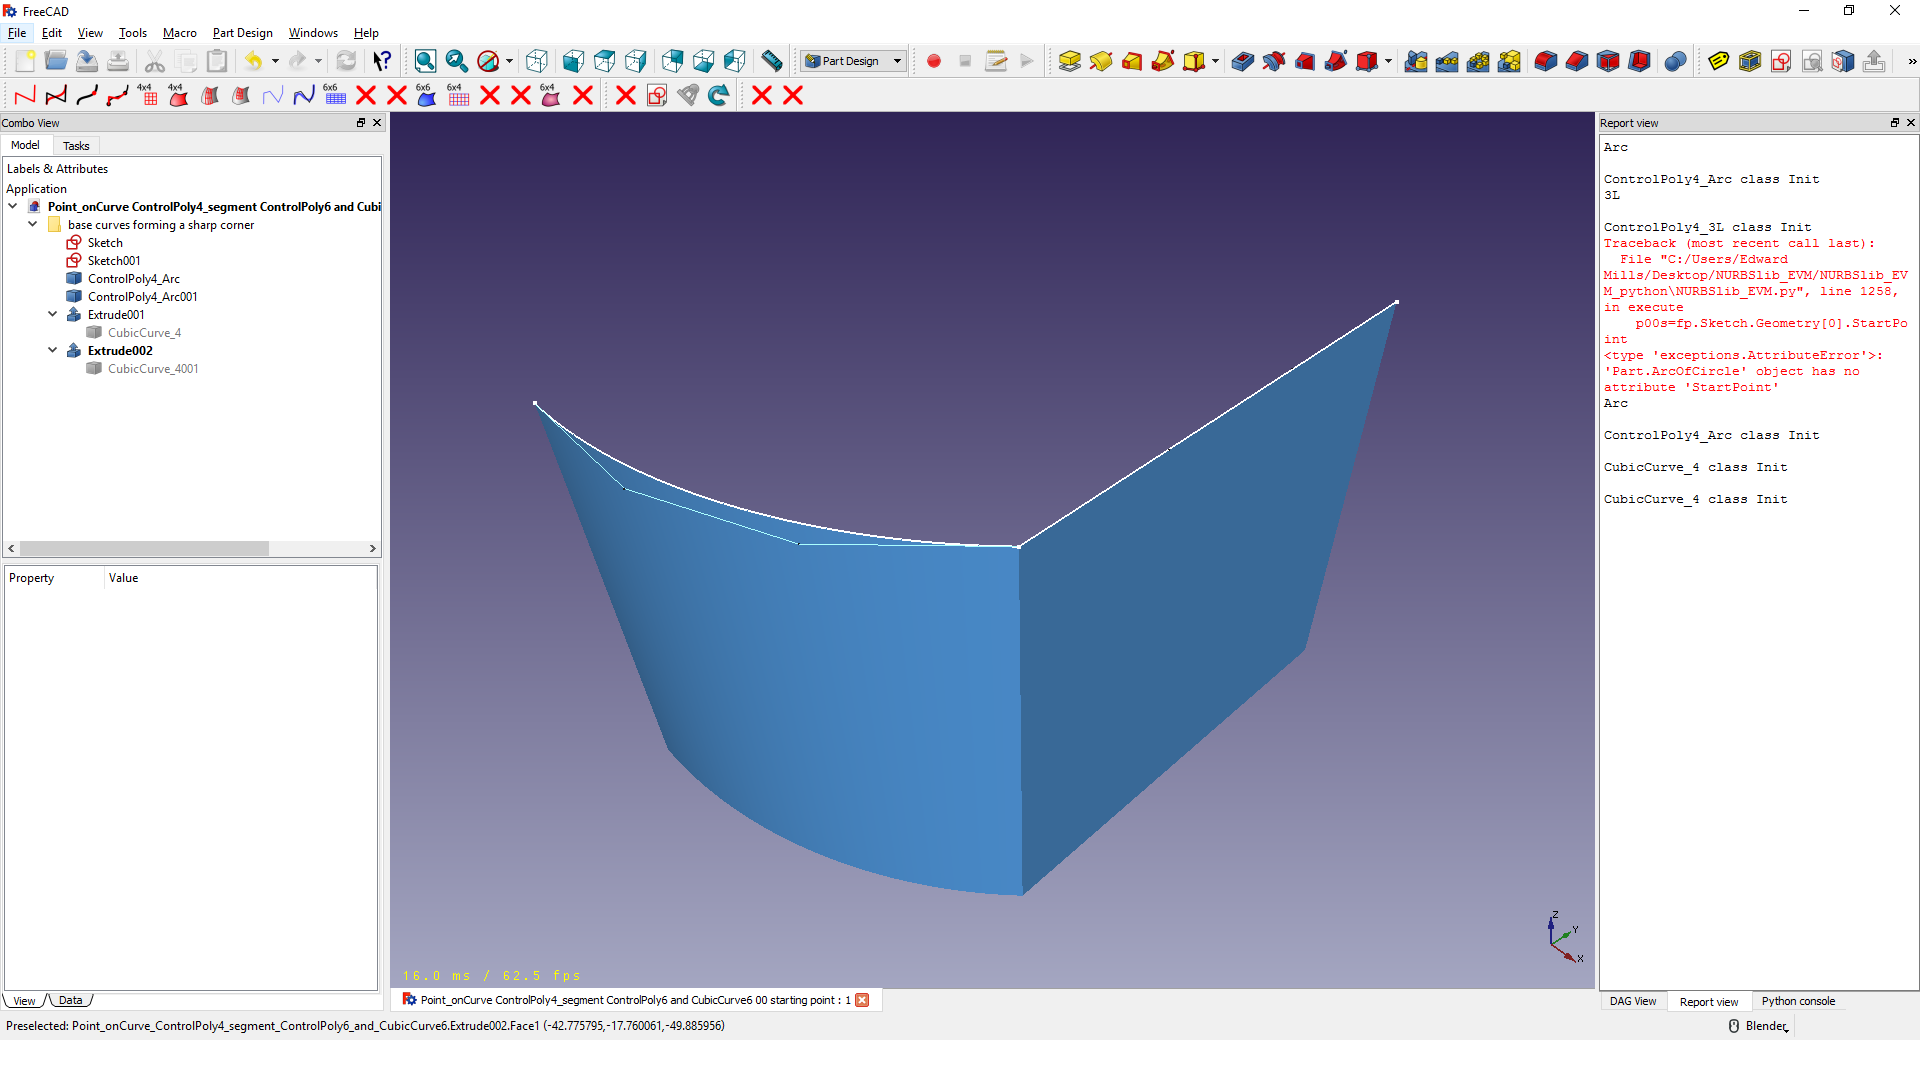 FreeCAD
File Edit View Tools Macro Part Design Windows Help
Part Design
4x4 4x4 6x6 6x6 6x4 6x4
Combo View
Model Tasks
Labels & Attributes
Application
Point_onCurve ControlPoly4_segment ControlPoly6 and Cubi
base curves forming a sharp corner
Sketch
Sketch001
ControlPoly4_Arc
ControlPoly4_Arc001
Extrude001
CubicCurve_4
Extrude002
CubicCurve_4001
Property Value
View Data
16.0 ms / 62.5 fps
Z
Y
X
Point_onCurve ControlPoly4_segment ControlPoly6 and CubicCurve6 00 starting point : 1
Report view
Arc
ControlPoly4_Arc class Init
3L
ControlPoly4_3L class Init
Traceback (most recent call last):
File "C:/Users/Edward
Mills/Desktop/NURBSlib_EVM/NURBSlib_EV
M_python\NURBSlib_EVM.py", line 1258,
in execute
p00s=fp.Sketch.Geometry[0].StartPo
int
<type 'exceptions.AttributeError'>:
'Part.ArcOfCircle' object has no
attribute 'StartPoint'
Arc
ControlPoly4_Arc class Init
CubicCurve_4 class Init
CubicCurve_4 class Init
DAG View Report view Python console
Preselected: Point_onCurve_ControlPoly4_segment_ControlPoly6_and_CubicCurve6.Extrude002.Face1 (-42.775795,-17.760061,-49.885956)
Blender